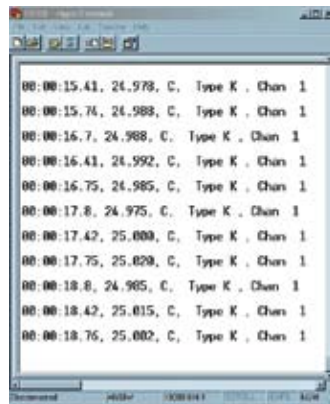 00:00:15.41, 24.978, C, Type K , Chan 1
00:00:15.74, 24.988, C, Type K , Chan 1
00:00:16.7, 24.988, C, Type K , Chan 1
00:00:16.41, 24.992, C, Type K , Chan 1
00:00:16.75, 24.985, C, Type K , Chan 1
00:00:17.8, 24.975, C, Type K , Chan 1
00:00:17.42, 25.000, C, Type K , Chan 1
00:00:17.75, 25.020, C, Type K , Chan 1
00:00:18.8, 24.985, C, Type K , Chan 1
00:00:18.42, 25.015, C, Type K , Chan 1
00:00:18.76, 25.002, C, Type K , Chan 1